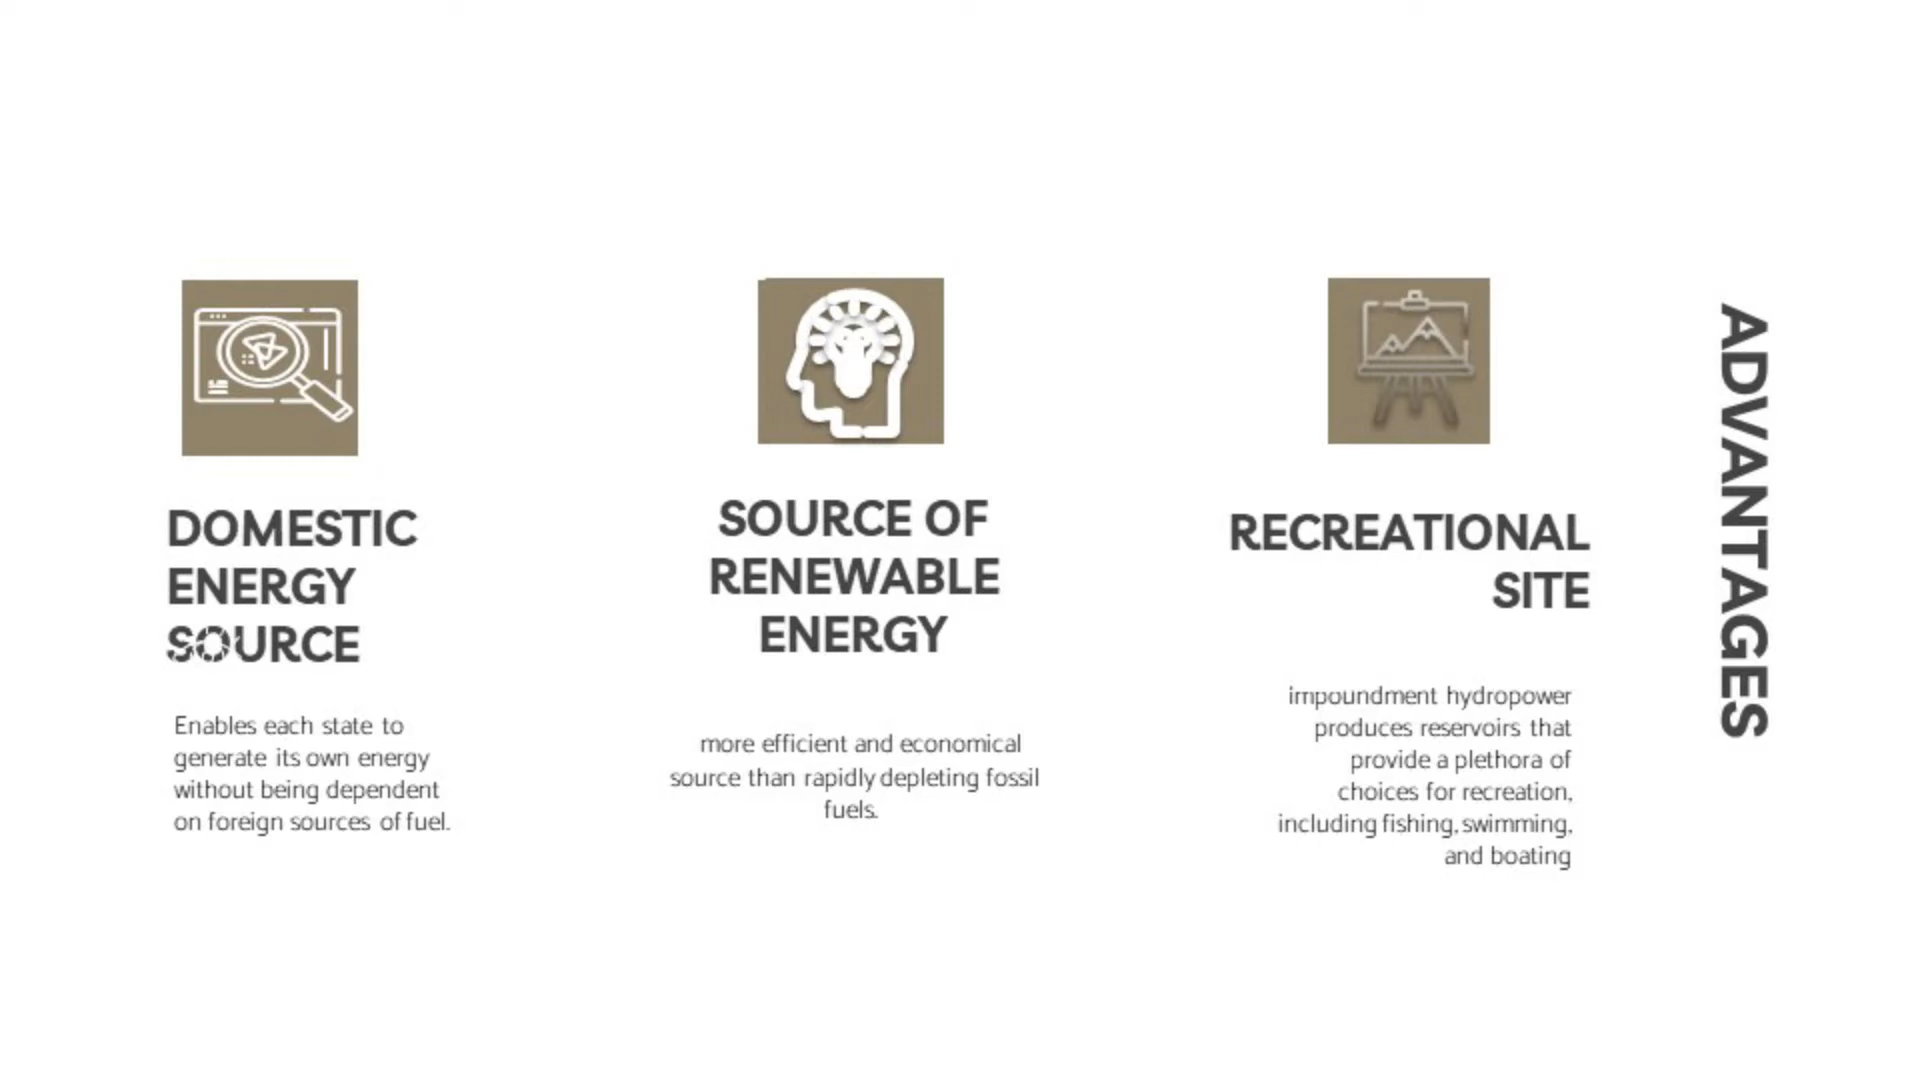 DOMESTIC
ENERGY
SOURCE
Enables each state to
generate its own energy
without being dependent
on foreign sources of fuel.
SOURCE OF
RENEWABLE
ENERGY
more efficient and economical
source than rapidly depleting fossil
fuels.
RECREATIONAL
SITE
impoundment hydropower
produces reservoirs that
provide a plethora of
choices for recreation,
including fishing, swimming,
and boating
ADVANTAGES